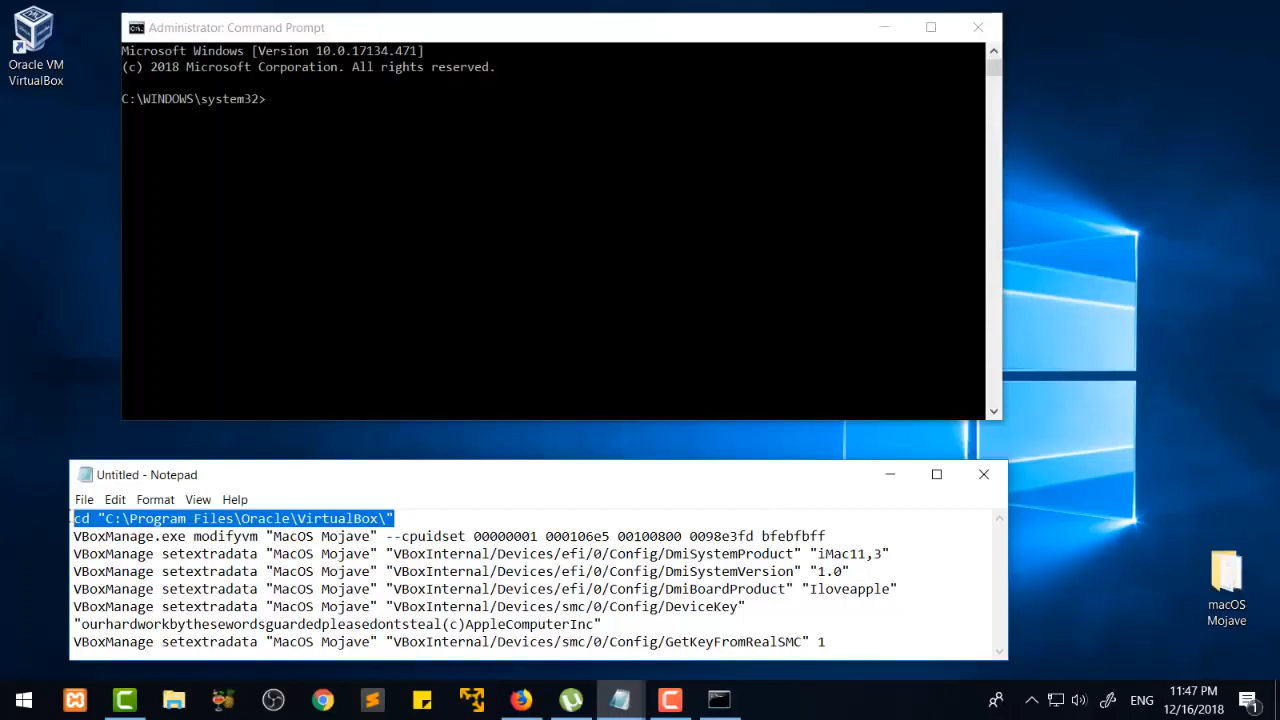 Oracle VM
VirtualBox
Administrator: Command Prompt
Microsoft Windows [Version 10.0.17134.471]
(c) 2018 Microsoft Corporation. All rights reserved.
C:\WINDOWS\system32>
Untitled - Notepad
File Edit Format View Help
cd "C:\Program Files\Oracle\VirtualBox\"
VBoxManage.exe modifyvm "MacOS Mojave" --cpuidset 00000001 000106e5 00100800 0098e3fd bfebfbff
VBoxManage setextradata "MacOS Mojave" "VBoxInternal/Devices/efi/0/Config/DmiSystemProduct" "iMac11,3"
VBoxManage setextradata "MacOS Mojave" "VBoxInternal/Devices/efi/0/Config/DmiSystemVersion" "1.0"
VBoxManage setextradata "MacOS Mojave" "VBoxInternal/Devices/efi/0/Config/DmiBoardProduct" "Iloveapple"
VBoxManage setextradata "MacOS Mojave" "VBoxInternal/Devices/smc/0/Config/DeviceKey"
"ourhardworkbythesewordsguardedpleasedontsteal(c)AppleComputerInc"
VBoxManage setextradata "MacOS Mojave" "VBoxInternal/Devices/smc/0/Config/GetKeyFromRealSMC" 1
macOS
Mojave
ENG
11:47 PM
12/16/2018
1